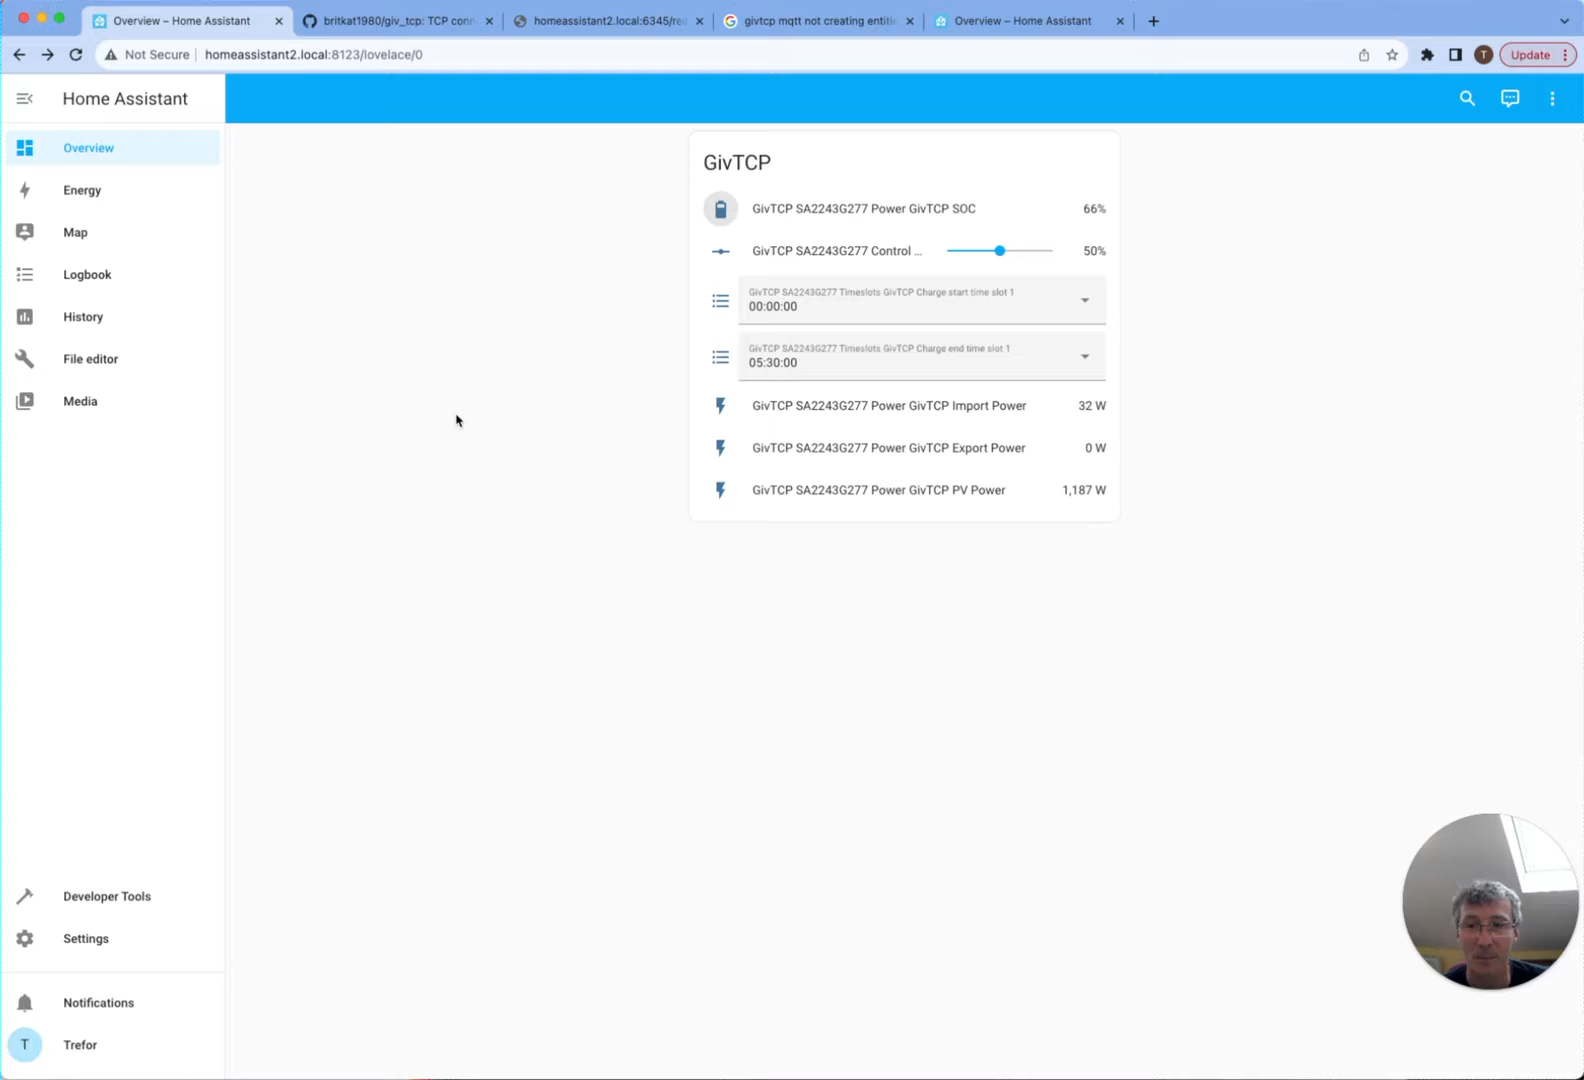 Overview – Home Assistant
britkat1980/giv_tcp: TCP conn
homeassistant2.local:6345/rea
givtcp mqtt not creating entitie
Overview – Home Assistant
Not Secure
homeassistant2.local:8123/lovelace/0
T
Update
Home Assistant
Overview
Energy
Map
Logbook
History
File editor
Media
Developer Tools
Settings
Notifications
T
Trefor
GivTCP
GivTCP SA2243G277 Power GivTCP SOC 66%
GivTCP SA2243G277 Control ... 50%
GivTCP SA2243G277 Timeslots GivTCP Charge start time slot 1
00:00:00
GivTCP SA2243G277 Timeslots GivTCP Charge end time slot 1
05:30:00
GivTCP SA2243G277 Power GivTCP Import Power 32 W
GivTCP SA2243G277 Power GivTCP Export Power 0 W
GivTCP SA2243G277 Power GivTCP PV Power 1,187 W